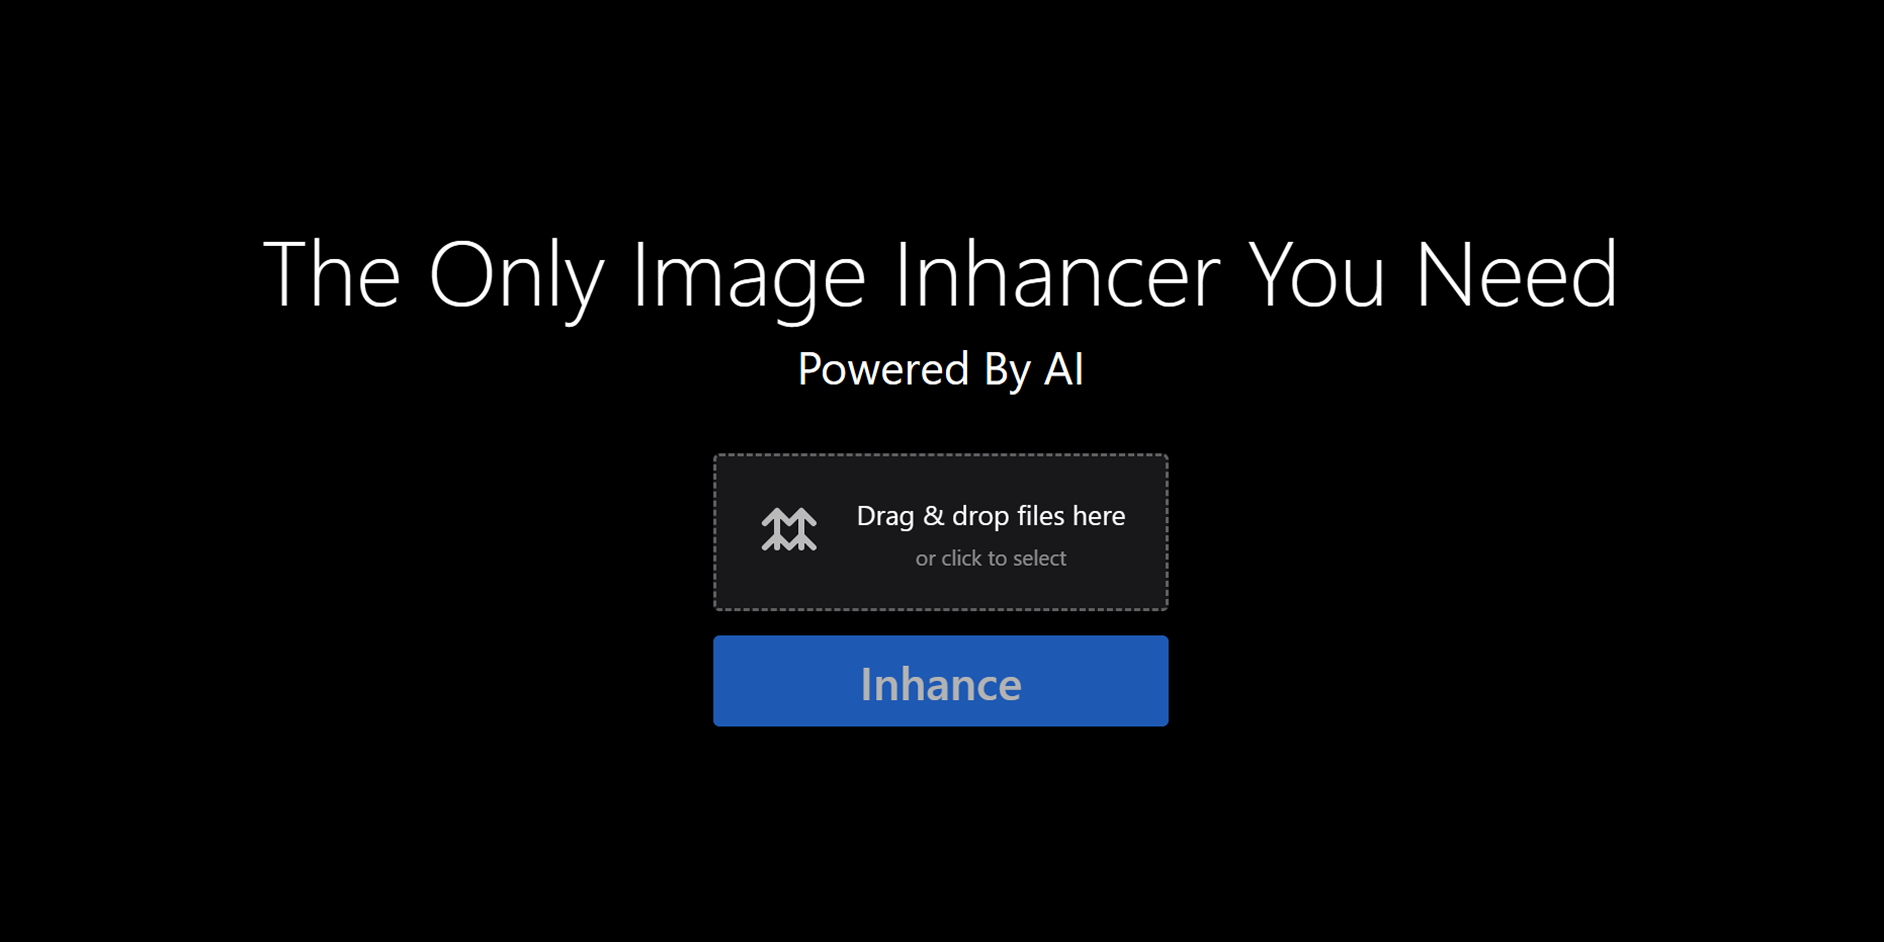 The Only Image Inhancer You Need
Powered By AI
Drag & drop files here
or click to select
Inhance